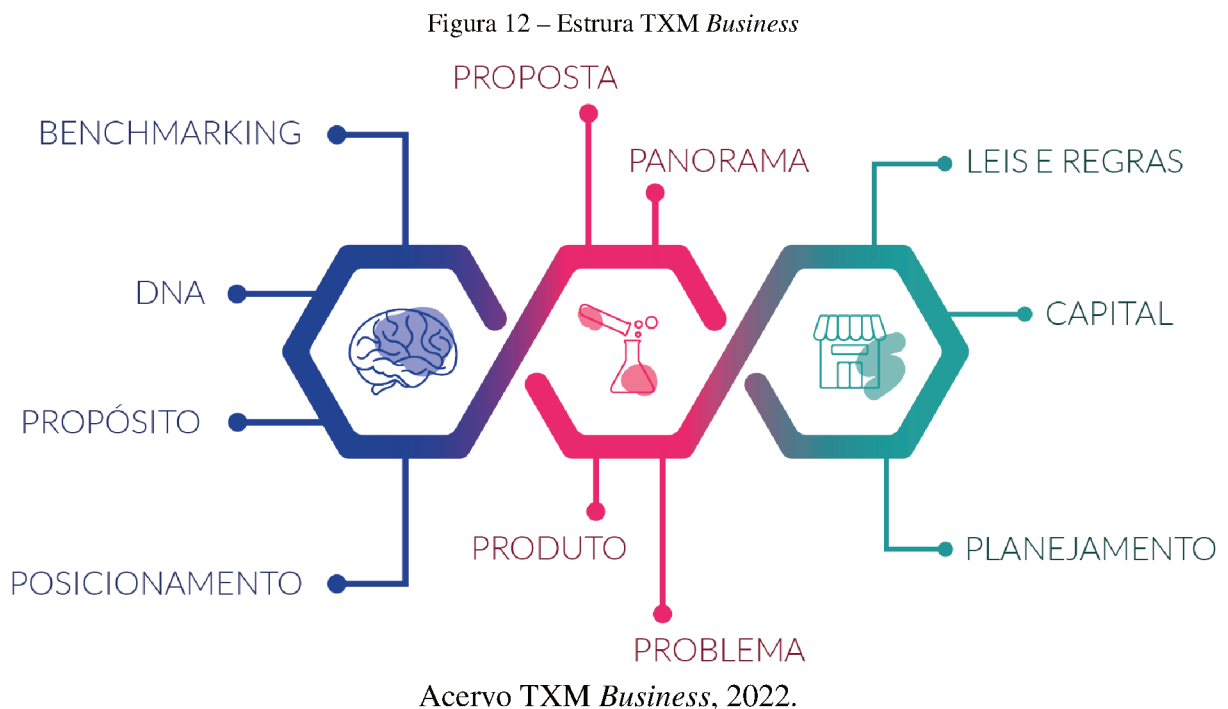 Figura 12 – Estrura TXM Business
PROPOSTA
BENCHMARKING
PANORAMA
LEIS E REGRAS
DNA
CAPITAL
PROPÓSITO
PRODUTO
PLANEJAMENTO
POSICIONAMENTO
PROBLEMA
Acervo TXM Business, 2022.